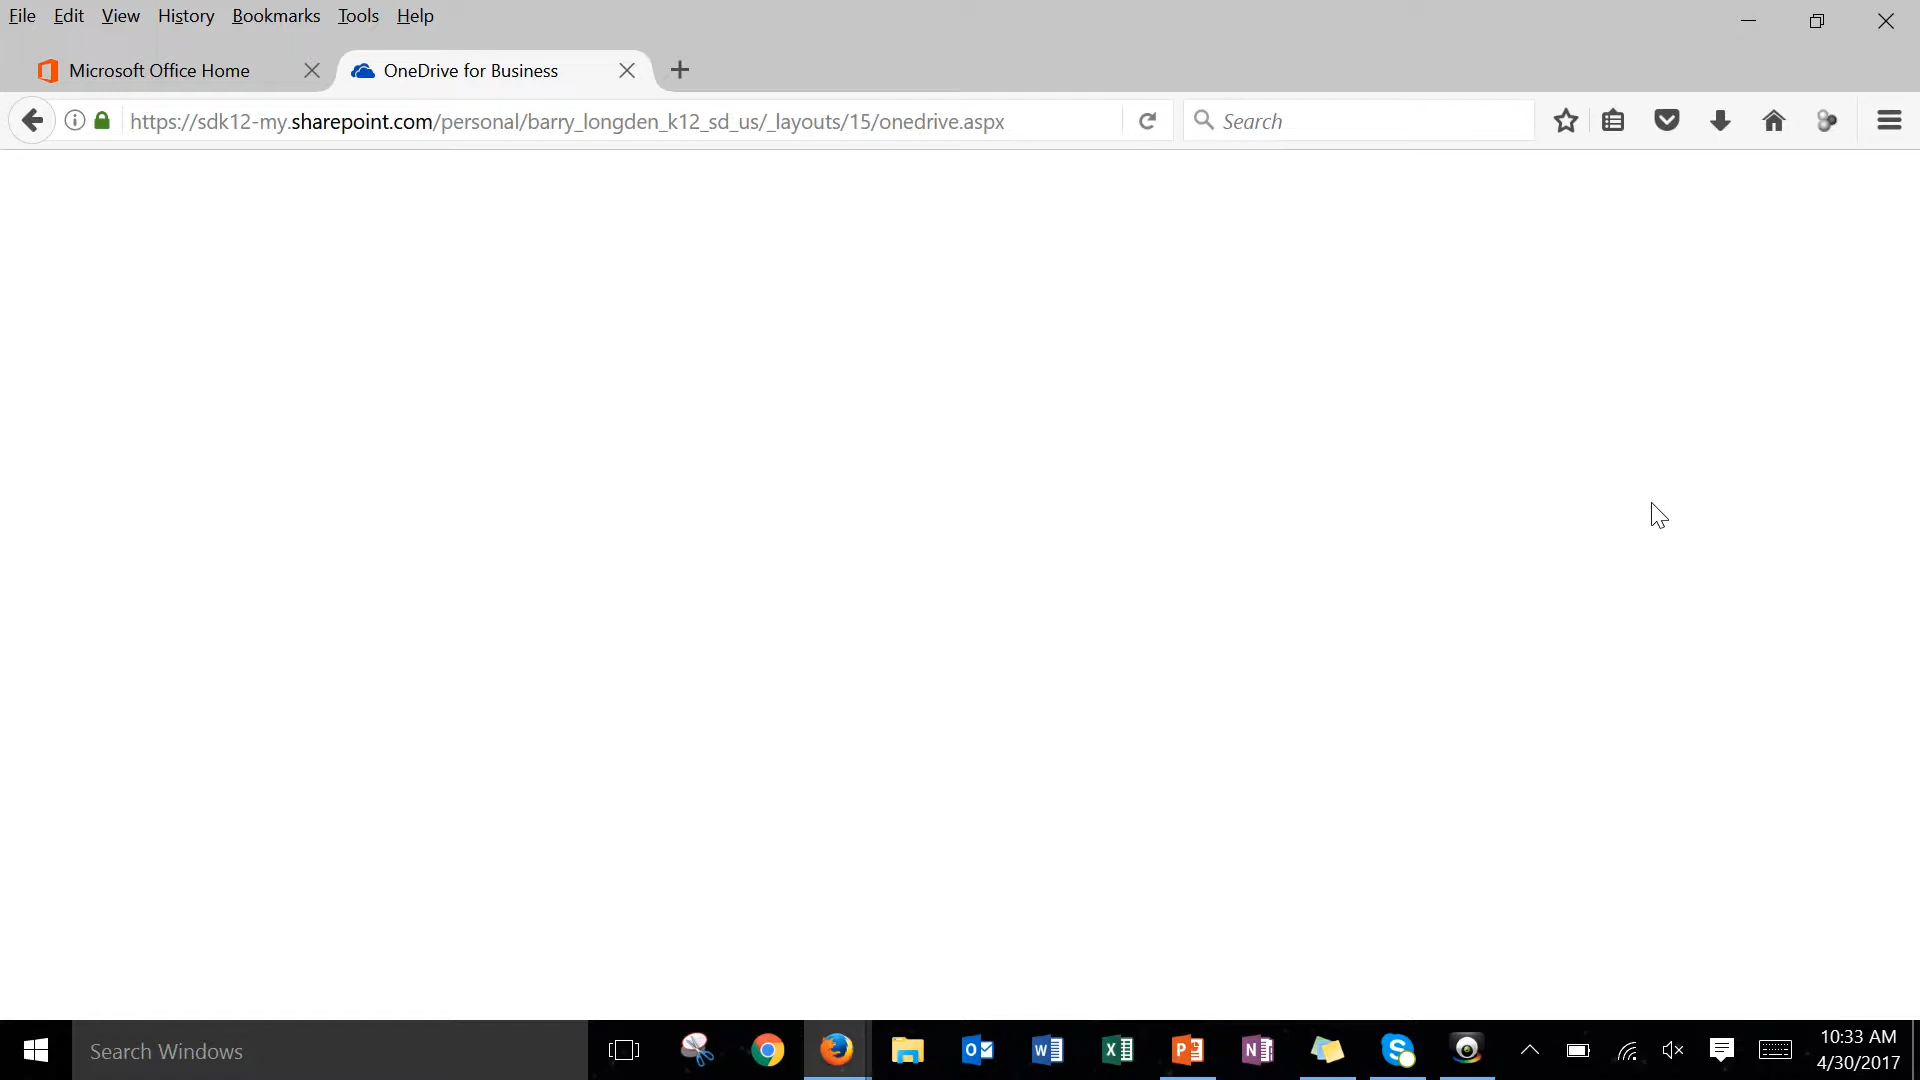 File Edit View History Bookmarks Tools Help
Microsoft Office Home
OneDrive for Business
https://sdk12-my.sharepoint.com/personal/barry_longden_k12_sd_us/_layouts/15/onedrive.aspx
Search
Search Windows
10:33 AM
4/30/2017